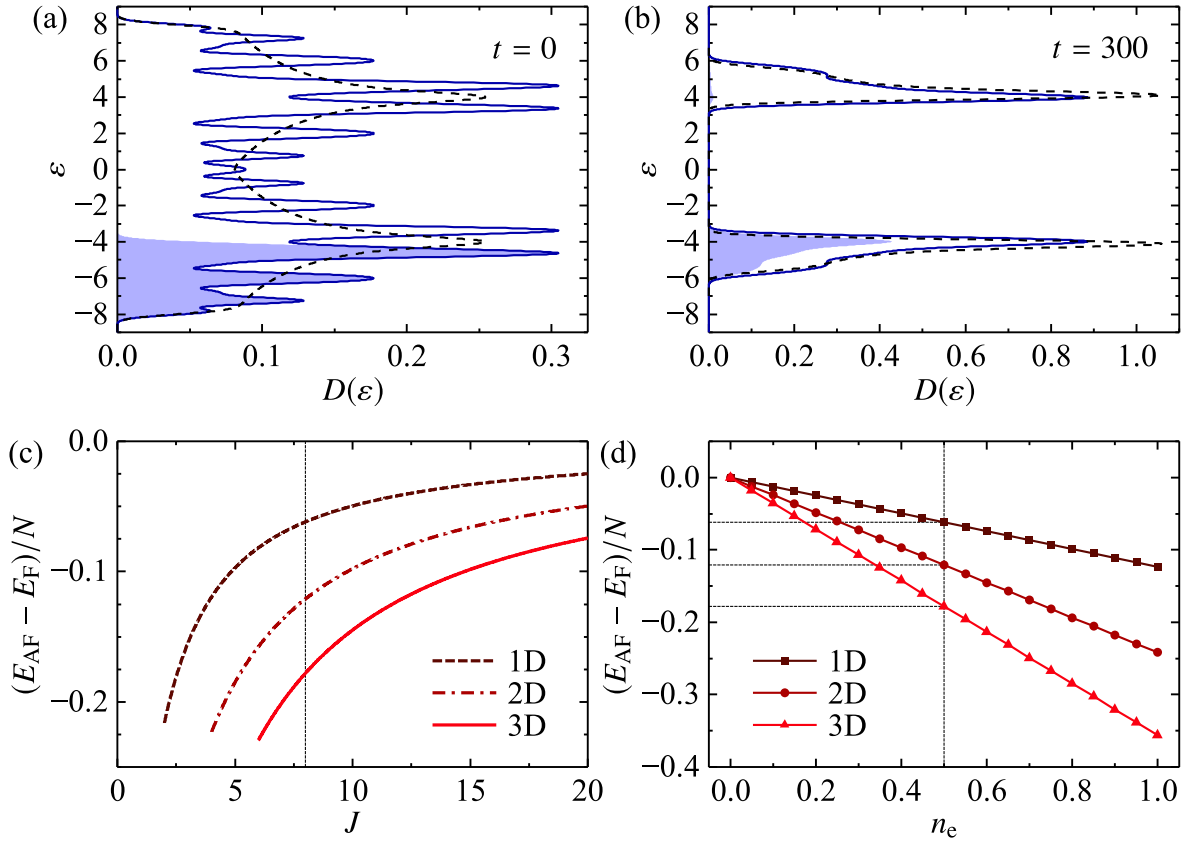 (a)
t = 0
ε
8
6
4
2
0
−2
−4
−6
−8
0.0 0.1 0.2 0.3
D(ε)
(b)
t = 300
ε
8
6
4
2
0
−2
−4
−6
−8
0.0 0.2 0.4 0.6 0.8 1.0
D(ε)
(c)
(E_AF − E_F)/N
0.0
−0.1
−0.2
1D
2D
3D
0 5 10 15 20
J
(d)
(E_AF − E_F)/N
0.0
−0.1
−0.2
−0.3
−0.4
1D
2D
3D
0.0 0.2 0.4 0.6 0.8 1.0
n_e